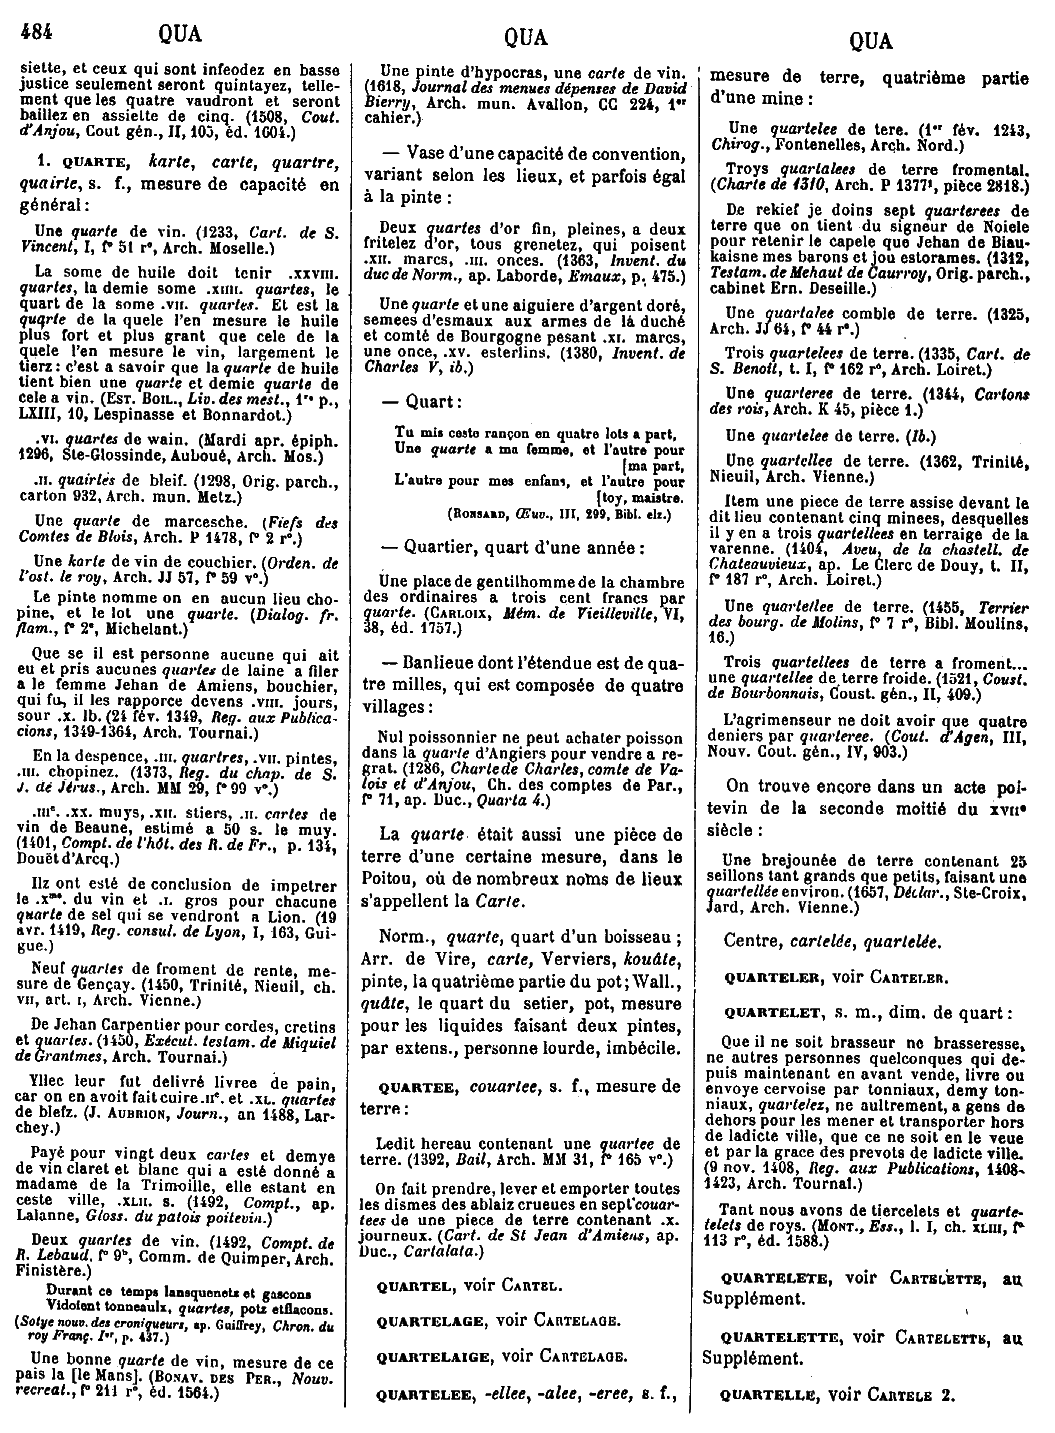 484 QUA QUA QUA
siette, et ceux qui sont infeodez en basse
justice seulement seront quintayez, telle-
ment que les quatre vaudront et seront
baillez en assiette de cinq. (1508, Cout.
d'Anjou, Cout gén., II, 105, éd. 1604.)
1. QUARTE, karte, carte, quartre,
quairte, s. f., mesure de capacité en
général :
Une quarte de vin. (1233, Cart. de S.
Vincent, I, f° 51 r°, Arch. Moselle.)
La some de huile doit tenir .XXVIII.
quartes, la demie some .XIIII. quartes, le
quart de la some .VII. quartes. Et est la
quarte de la quele l'en mesure le huile
plus fort et plus grant que cele de la
quele l'en mesure le vin, largement le
tierz : c'est a savoir que la quarte de huile
tient bien une quarte et demie quarte de
cele a vin. (EST. BOIL., Liv. des mest., 1re p.,
LXIII, 10, Lespinasse et Bonnardot.)
.VI. quartes de wain. (Mardi apr. épiph.
1296, Ste-Glossinde, Auboué, Arch. Mos.)
.II. quairtes de bleif. (1298, Orig. parch.,
carton 932, Arch. mun. Metz.)
Une quarte de marcesche. (Fiefs des
Comtes de Blois, Arch. P 1478, f° 2 r°.)
Une karte de vin de couchier. (Orden. de
l'ost. le roy, Arch. JJ 57, f° 59 v°.)
Le pinte nomme on en aucun lieu cho-
pine, et le lot une quarte. (Dialog. fr.
flam., f° 2e, Michelant.)
Que se il est personne aucune qui ait
eu et pris aucunes quartes de laine a filer
a le femme Jehan de Amiens, bouchier,
qui fu, il les rapporce devens .VIII. jours,
sour .X. lb. (24 fév. 1349, Reg. aux Publica-
cions, 1349-1364, Arch. Tournai.)
En la despence, .III. quartres, .VII. pintes,
.III. chopinez. (1373, Reg. du chap. de S.
J. de Jérus., Arch. MM 29, f° 99 v°.)
.IIIc. .XX. muys, .XII. stiers, .II. cartes de
vin de Beaune, estimé a 50 s. le muy.
(1401, Compt. de l'hôt. des R. de Fr., p. 134,
Douët d'Arcq.)
Ilz ont esté de conclusion de impetrer
le .Xme. du vin et .I. gros pour chacune
quarte de sel qui se vendront a Lion. (19
avr. 1419, Reg. consul. de Lyon, I, 163, Gui-
gue.)
Neuf quartes de froment de rente, me-
sure de Gençay. (1450, Trinité, Nieuil, ch.
VII, art. I, Arch. Vienne.)
De Jehan Carpentier pour cordes, cretins
et quartes. (1450, Exécut. testam. de Miquiel
de Grantmes, Arch. Tournai.)
Yllec leur fut delivré livree de pain,
car on en avoit fait cuire .IIc. et .XL. quartes
de blefz. (J. AUBRION, Journ., an 1488, Lar-
chey.)
Payé pour vingt deux cartes et demye
de vin claret et blanc qui a esté donné a
madame de la Trimoille, elle estant en
ceste ville, .XLII. s. (1492, Compt., ap.
Lalanne, Gloss. du patois poitevin.)
Deux quartes de vin. (1492, Compt. de
R. Lebaud. f° 9b, Comm. de Quimper, Arch.
Finistère.)
Durant ce temps lansquenetz et gascons
Vidoient tonneaulx, quartes, potz et flacons.
(Sotye nouv. des croniqueurs, ap. Guiffrey, Chron. du
roy Franç. Ier, p. 437.)
Une bonne quarte de vin, mesure de ce
pais la [le Mans]. (BONAV. DES PER., Nouv.
recreat., f° 211 r°, éd. 1564.)
Une pinte d'hypocras, une carte de vin.
(1618, Journal des menues dépenses de David
Bierry, Arch. mun. Avallon, CC 224, 1er
cahier.)
— Vase d'une capacité de convention,
variant selon les lieux, et parfois égal
à la pinte :
Deux quartes d'or fin, pleines, a deux
fritelez d'or, tous grenetez, qui poisent
.XII. marcs, .III. onces. (1363, Invent. du
duc de Norm., ap. Laborde, Emaux, p. 475.)
Une quarte et une aiguiere d'argent doré,
semees d'esmaux aux armes de la duché
et comté de Bourgogne pesant .XI. marcs,
une once, .XV. esterlins. (1380, Invent. de
Charles V, ib.)
— Quart :
Tu mis ceste rançon en quatre lots a part,
Une quarte a ma femme, et l'autre pour
[ma part,
L'autre pour mes enfans, et l'autre pour
[toy, maistre.
(RONSARD, Œuv., III, 299, Bibl. elz.)
— Quartier, quart d'une année :
Une place de gentilhomme de la chambre
des ordinaires a trois cent francs par
quarte. (CARLOIX, Mém. de Vieilleville, VI,
38, éd. 1757.)
— Banlieue dont l'étendue est de qua-
tre milles, qui est composée de quatre
villages :
Nul poissonnier ne peut achater poisson
dans la quarte d'Angiers pour vendre a re-
grat. (1286, Charte de Charles, comte de Va-
lois et d'Anjou, Ch. des comptes de Par.,
f° 71, ap. Duc., Quarta 4.)
La quarte était aussi une pièce de
terre d'une certaine mesure, dans le
Poitou, où de nombreux noms de lieux
s'appellent la Carte.
Norm., quarte, quart d'un boisseau ;
Arr. de Vire, carte, Verviers, kouâte,
pinte, la quatrième partie du pot ; Wall.,
quâte, le quart du setier, pot, mesure
pour les liquides faisant deux pintes,
par extens., personne lourde, imbécile.
QUARTEE, couartee, s. f., mesure de
terre :
Ledit hereau contenant une quartee de
terre. (1392, Bail, Arch. MM 31, f° 165 v°.)
On fait prendre, lever et emporter toutes
les dismes des ablaiz crueues en sept couar-
tees de une piece de terre contenant .X.
journeux. (Cart. de St Jean d'Amiens, ap.
Duc., Cartalata.)
QUARTEL, voir CARTEL.
QUARTELAGE, voir CARTELAGE.
QUARTELAIGE, voir CARTELAGE.
QUARTELEE, -ellee, -alee, -eree, s. f.,
mesure de terre, quatrième partie
d'une mine :
Une quartelee de tere. (1er fév. 1243,
Chirog., Fontenelles, Arch. Nord.)
Troys quartalees de terre fromental.
(Charte de 1310, Arch. P 1377¹, pièce 2818.)
De rekief je doins sept quarterees de
terre que on tient du signeur de Noiele
pour retenir le capele que Jehan de Biau-
kaisne mes barons et jou estorames. (1312,
Testam. de Mehaut de Caurroy, Orig. parch.,
cabinet Ern. Deseille.)
Une quartalee comble de terre. (1325,
Arch. JJ 64, f° 44 r°.)
Trois quartelees de terre. (1335, Cart. de
S. Benoît, t. I, f° 162 r°, Arch. Loiret.)
Une quarteree de terre. (1344, Cartons
des rois, Arch. K 45, pièce 1.)
Une quartelee de terre. (Ib.)
Une quartellee de terre. (1362, Trinité,
Nieuil, Arch. Vienne.)
Item une piece de terre assise devant le
dit lieu contenant cinq minees, desquelles
il y en a trois quartellees en terraige de la
varenne. (1404, Aveu, de la chastell. de
Chateauvieux, ap. Le Clerc de Douy, t. II,
f° 187 r°, Arch. Loiret.)
Une quartellee de terre. (1455, Terrier
des bourg. de Molins, f° 7 r°, Bibl. Moulins,
16.)
Trois quartellees de terre a froment...
une quartellee de terre froide. (1521, Coust.
de Bourbonnais, Coust. gén., II, 409.)
L'agrimenseur ne doit avoir que quatre
deniers par quarteree. (Cout. d'Agen, III,
Nouv. Cout. gén., IV, 903.)
On trouve encore dans un acte poi-
tevin de la seconde moitié du XVIIe
siècle :
Une brejounée de terre contenant 25
seillons tant grands que petits, faisant une
quartellée environ. (1657, Déclar., Ste-Croix,
Jard, Arch. Vienne.)
Centre, cartelée, quartelée.
QUARTELER, voir CARTELER.
QUARTELET, s. m., dim. de quart :
Que il ne soit brasseur ne brasseresse,
ne autres personnes quelconques qui de-
puis maintenant en avant vende, livre ou
envoye cervoise par tonniaux, demy ton-
niaux, quartelez, ne aultrement, a gens de
dehors pour les mener et transporter hors
de ladicte ville, que ce ne soit en le veue
et par la grace des prevots de ladicte ville.
(9 nov. 1408, Reg. aux Publications, 1408-
1423, Arch. Tournai.)
Tant nous avons de tiercelets et quarte-
telets de roys. (MONT., Ess., l. I, ch. XLIII, f°
113 r°, éd. 1588.)
QUARTELETE, voir CARTELETTE, au
Supplément.
QUARTELETTE, voir CARTELETTE, au
Supplément.
QUARTELLE, voir CARTELE 2.